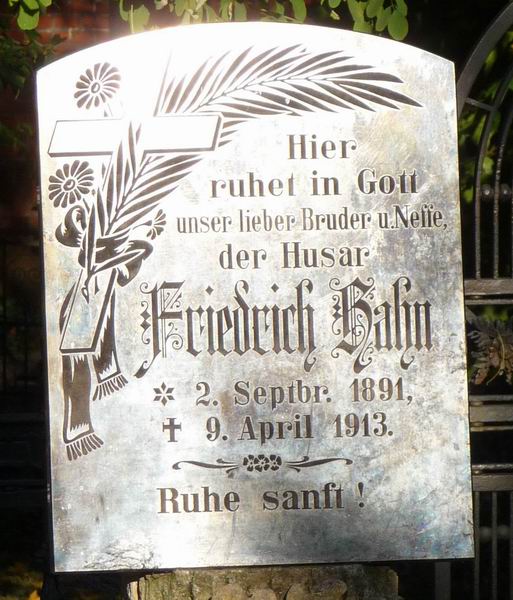 Hier
ruhet in Gott
unser lieber Bruder u. Neffe,
der Husar
Friedrich Hahn
* 2. Septbr. 1891,
✝ 9. April 1913.
Ruhe sanft!